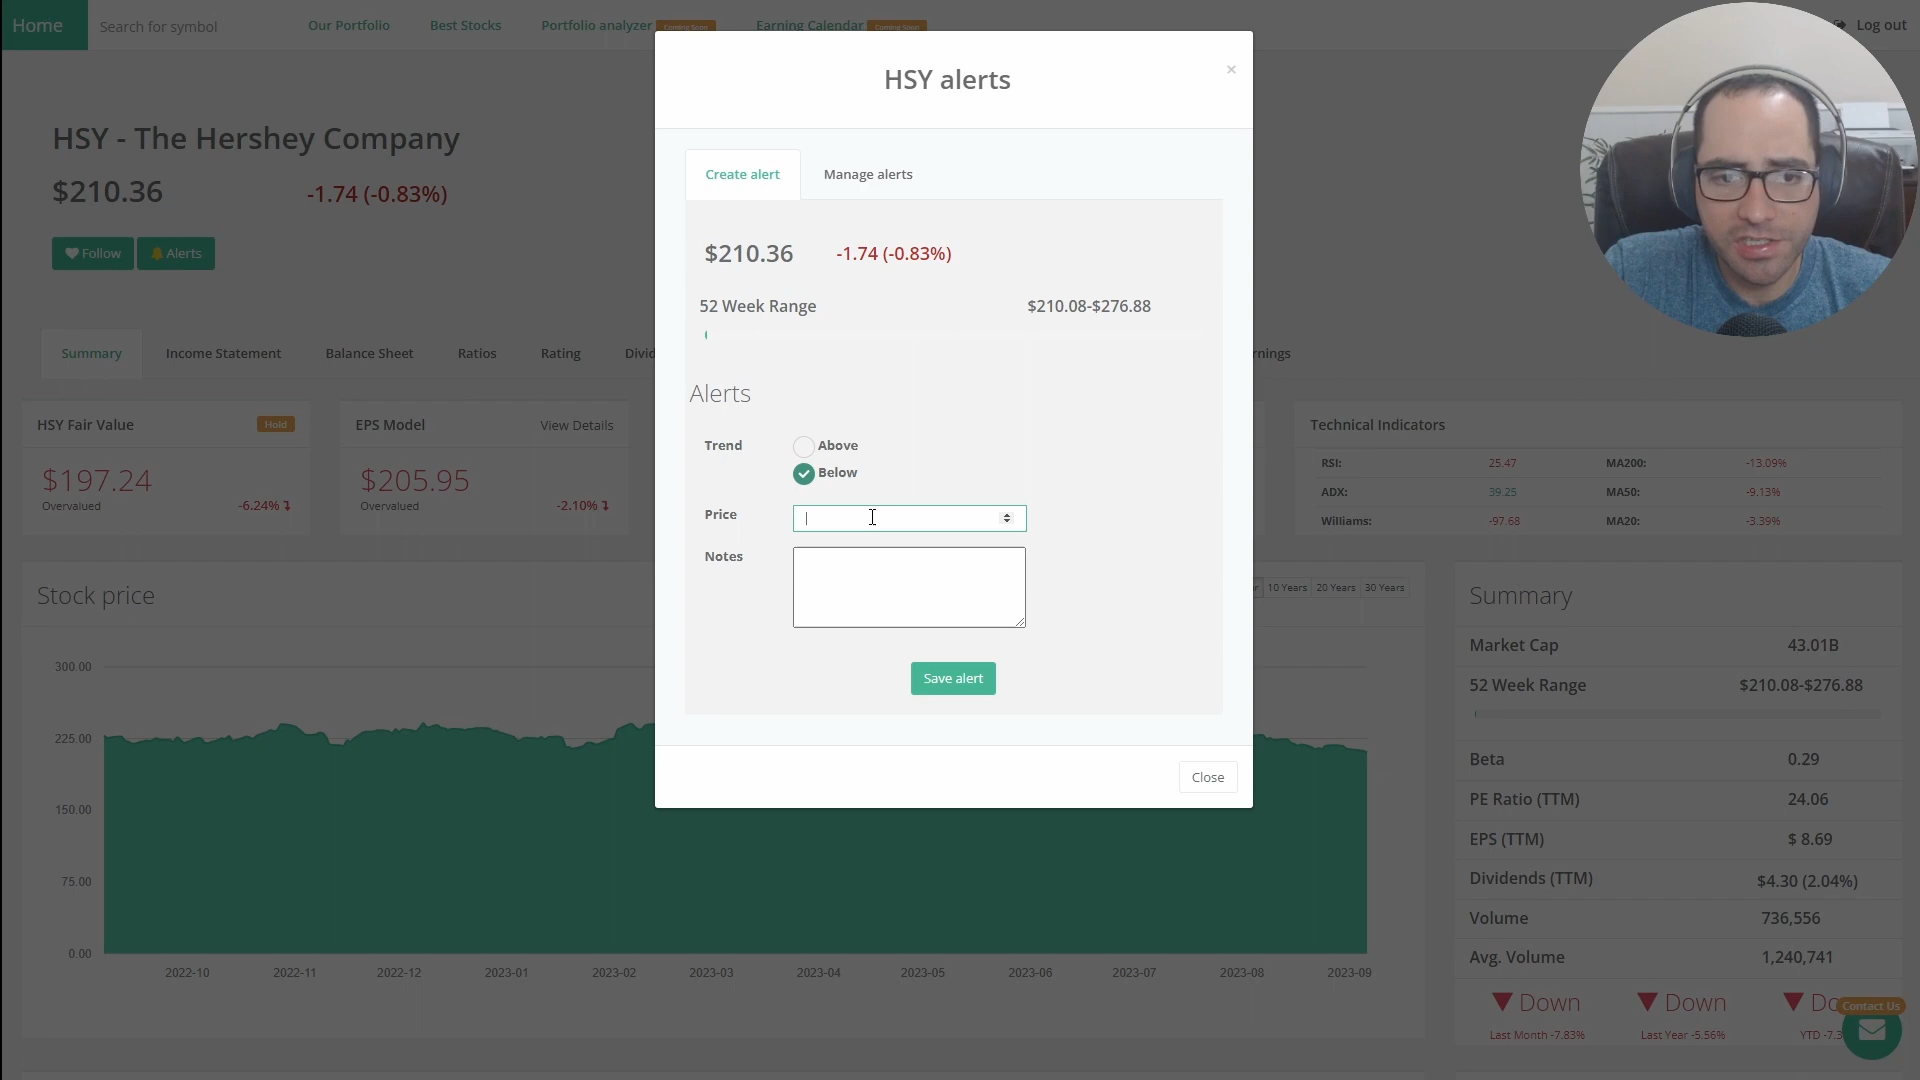 Home
Search for symbol
Our Portfolio
Best Stocks
Portfolio analyzer
Coming Soon
Earning Calendar
Coming Soon
Log out
HSY - The Hershey Company
$210.36
-1.74 (-0.83%)
Follow
Alerts
Summary
Income Statement
Balance Sheet
Ratios
Rating
Divid
rnings
HSY Fair Value
Hold
$197.24
Overvalued
-6.24%
EPS Model
View Details
$205.95
Overvalued
-2.10%
Technical Indicators
RSI: 25.47 MA200: -13.09%
ADX: 39.25 MA50: -9.13%
Williams: -97.68 MA20: -3.39%
HSY alerts
×
Create alert
Manage alerts
$210.36
-1.74 (-0.83%)
52 Week Range
$210.08-$276.88
Alerts
Trend
Above
Below
Price
Notes
Save alert
Close
Stock price
10 Years
20 Years
30 Years
300.00
225.00
150.00
75.00
0.00
2022-10
2022-11
2022-12
2023-01
2023-02
2023-03
2023-04
2023-05
2023-06
2023-07
2023-08
2023-09
Summary
Market Cap 43.01B
52 Week Range $210.08-$276.88
Beta 0.29
PE Ratio (TTM) 24.06
EPS (TTM) $ 8.69
Dividends (TTM) $4.30 (2.04%)
Volume 736,556
Avg. Volume 1,240,741
Down
Last Month -7.83%
Down
Last Year -5.56%
Do
YTD -7.3
Contact Us